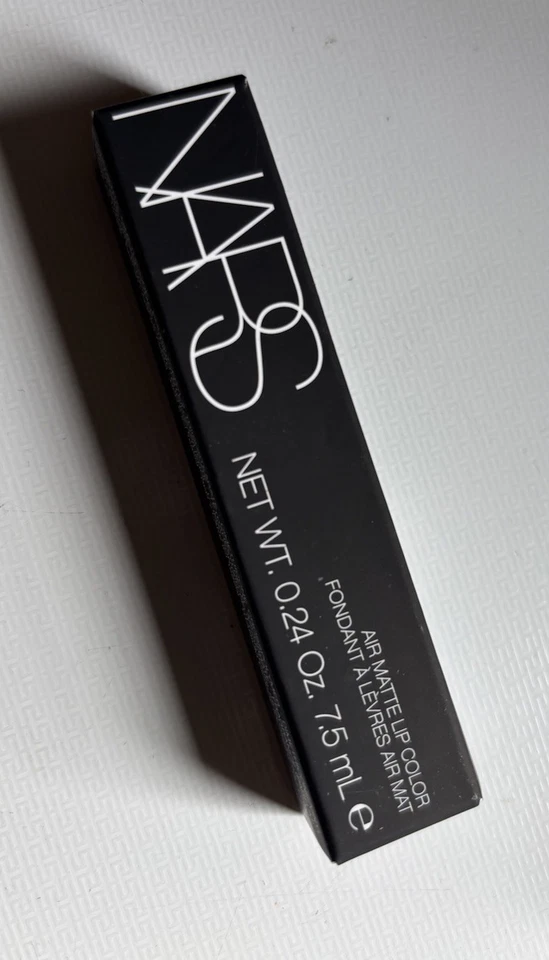 NARS
AIR MATTE LIP COLOR
FONDANT À LÈVRES AIR MAT
NET WT. 0.24 Oz. 7.5 mL e